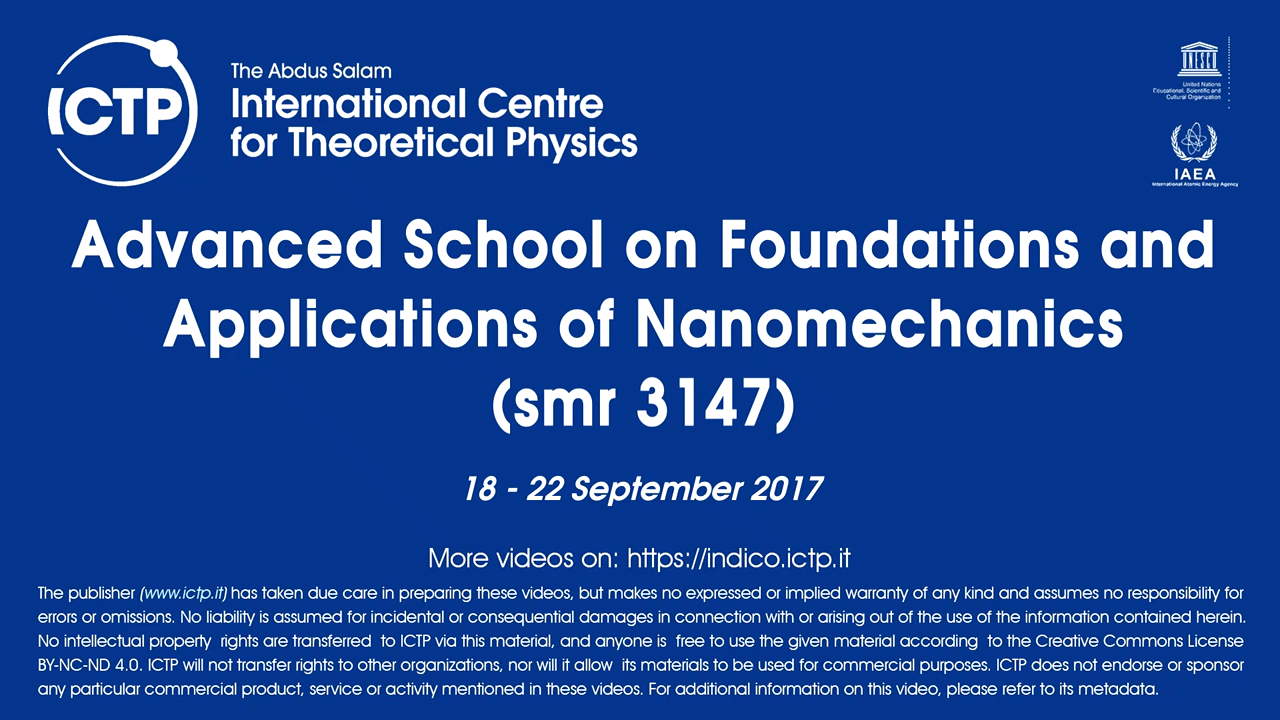 ICTP
The Abdus Salam
International Centre
for Theoretical Physics
UNESCO
United Nations
Educational, Scientific and
Cultural Organization
IAEA
International Atomic Energy Agency
Advanced School on Foundations and
Applications of Nanomechanics
(smr 3147)
18 - 22 September 2017
More videos on: https://indico.ictp.it
The publisher (www.ictp.it) has taken due care in preparing these videos, but makes no expressed or implied warranty of any kind and assumes no responsibility for
errors or omissions. No liability is assumed for incidental or consequential damages in connection with or arising out of the use of the information contained herein.
No intellectual property rights are transferred to ICTP via this material, and anyone is free to use the given material according to the Creative Commons License
BY-NC-ND 4.0. ICTP will not transfer rights to other organizations, nor will it allow its materials to be used for commercial purposes. ICTP does not endorse or sponsor
any particular commercial product, service or activity mentioned in these videos. For additional information on this video, please refer to its metadata.